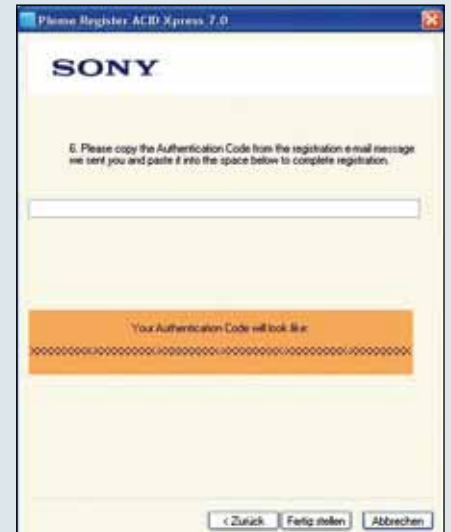 Please Register ACID Xpress 7.0
SONY
6. Please copy the Authentication Code from the registration e-mail message
we sent you and paste it into the space below to complete registration.
Your Authentication Code will look like:
< Zurück Fertig stellen Abbrechen